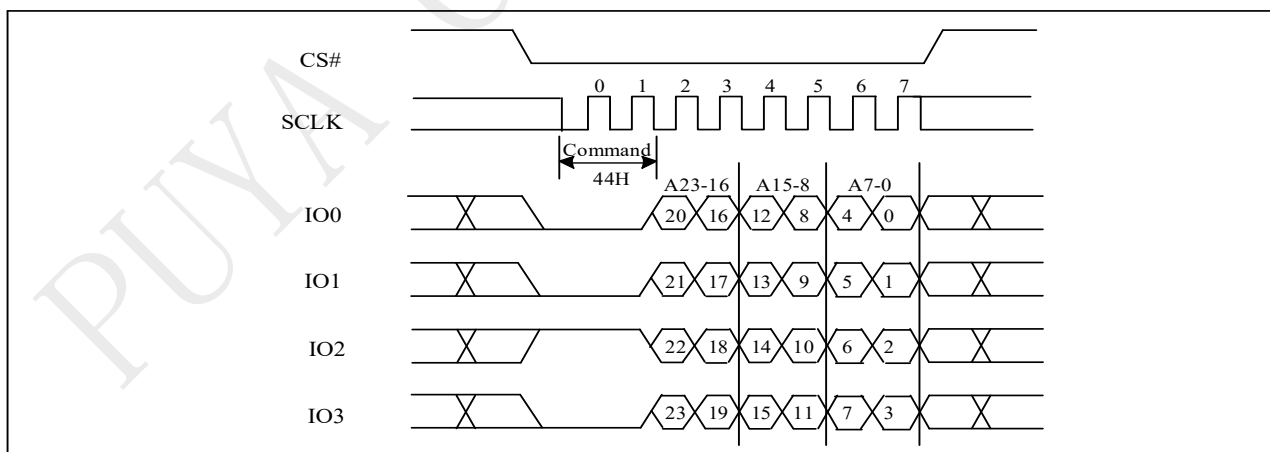 PUYA
CS#
0 1 2 3 4 5 6 7
SCLK
Command
44H
A23-16 A15-8 A7-0
IO0
20 16 12 8 4 0
IO1
21 17 13 9 5 1
IO2
22 18 14 10 6 2
IO3
23 19 15 11 7 3